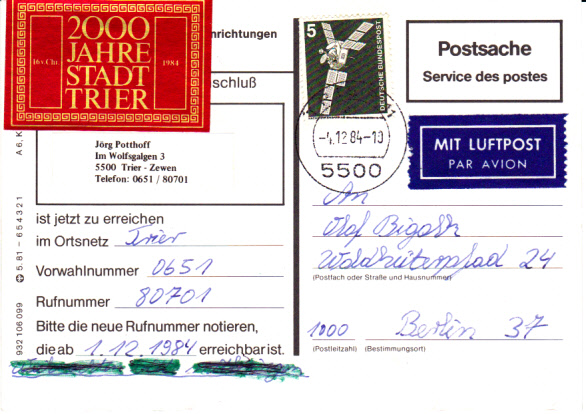 2000
JAHRE
16 v. Chr.
1984
STADT
TRIER
nrichtungen
schluß
5
DEUTSCHE BUNDESPOST
Postsache
Service des postes
-4.12.84-10
5500
MIT LUFTPOST
PAR AVION
Jörg Potthoff
Im Wolfsgalgen 3
5500 Trier - Zewen
Telefon: 0651 / 80701
ist jetzt zu erreichen
im Ortsnetz Trier
Vorwahlnummer 0651
Rufnummer 80701
Bitte die neue Rufnummer notieren,
die ab 1.12.1984 erreichbar ist.
An
Olaf
Waldhüterpfad 24
(Postfach oder Straße und Hausnummer)
1000 Berlin 37
(Postleitzahl) (Bestimmungsort)
932 106 099 5.81 - 654321 A 6, K